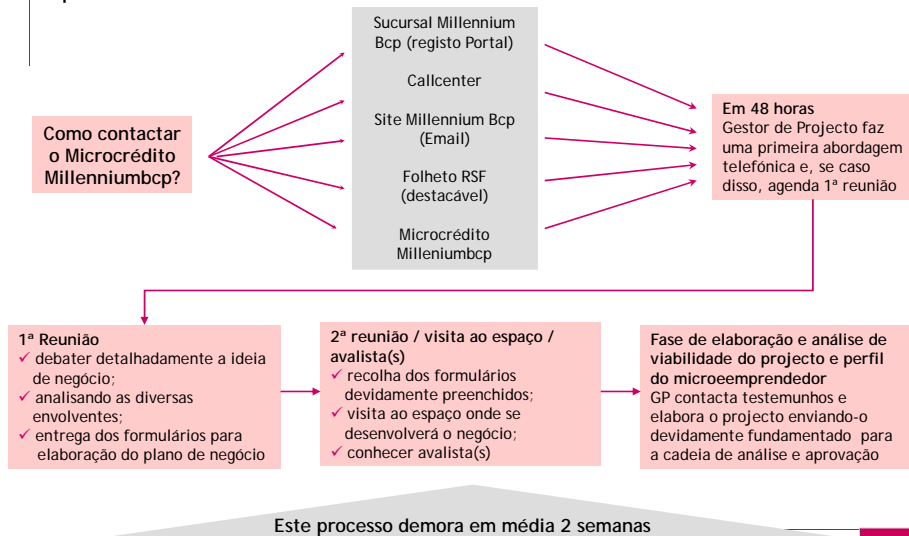 Como contactar
o Microcrédito
Millenniumbcp?
Sucursal Millennium
Bcp (registo Portal)
Callcenter
Site Millennium Bcp
(Email)
Folheto RSF
(destacável)
Microcrédito
Milleniumbcp
Em 48 horas
Gestor de Projecto faz
uma primeira abordagem
telefónica e, se caso
disso, agenda 1ª reunião
1ª Reunião
✓ debater detalhadamente a ideia
de negócio;
✓ analisando as diversas
envolventes;
✓ entrega dos formulários para
elaboração do plano de negócio
2ª reunião / visita ao espaço /
avalista(s)
✓ recolha dos formulários
devidamente preenchidos;
✓ visita ao espaço onde se
desenvolverá o negócio;
✓ conhecer avalista(s)
Fase de elaboração e análise de
viabilidade do projecto e perfil
do microeemprendedor
GP contacta testemunhos e
elabora o projecto enviando-o
devidamente fundamentado para
a cadeia de análise e aprovação
Este processo demora em média 2 semanas